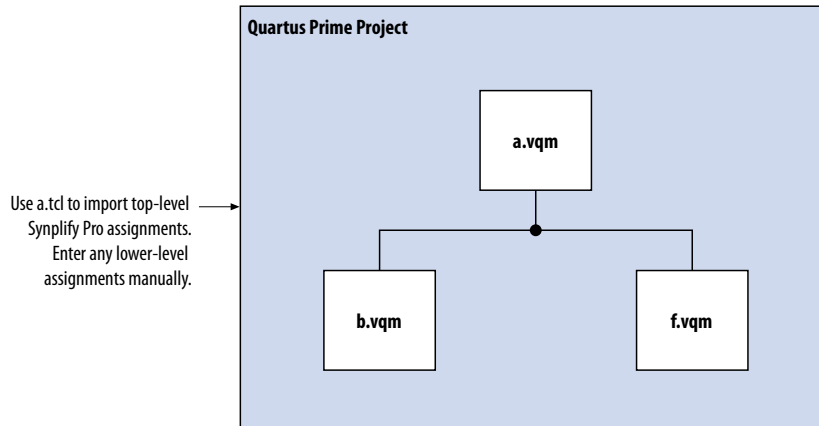 Quartus Prime Project
a.vqm
Use a.tcl to import top-level
Synplify Pro assignments.
Enter any lower-level
assignments manually.
b.vqm
f.vqm